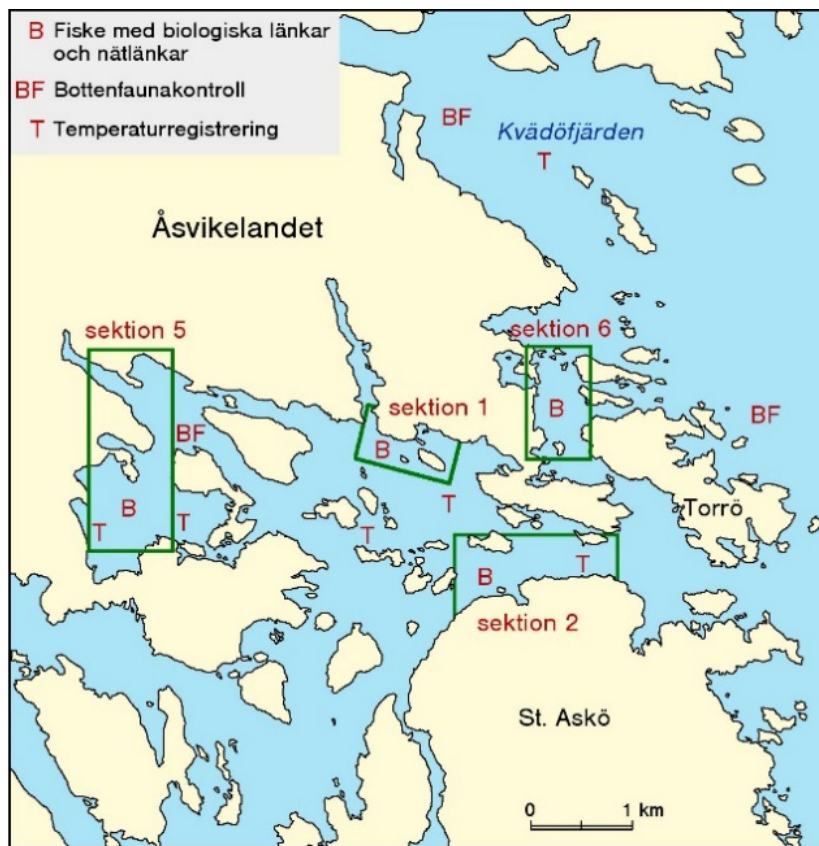 B Fiske med biologiska länkar
och nätlänkar
BF Bottenfaunakontroll
T Temperaturregistrering
BF
Kvädöfjärden
T
Åsvikelandet
sektion 5
sektion 6
sektion 1
B
BF
BF
B
B
T
Torrö
T
T
T
B
T
sektion 2
St. Askö
0 1 km